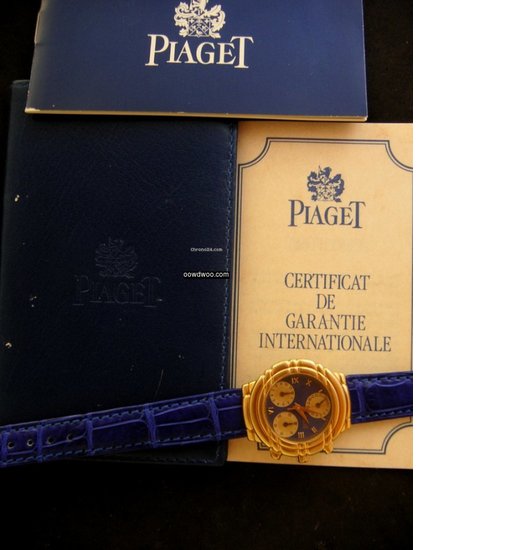 PIAGET
Chrono24.com
oowdwoo.com
PIAGET
PIAGET
CERTIFICAT
DE
GARANTIE
INTERNATIONALE